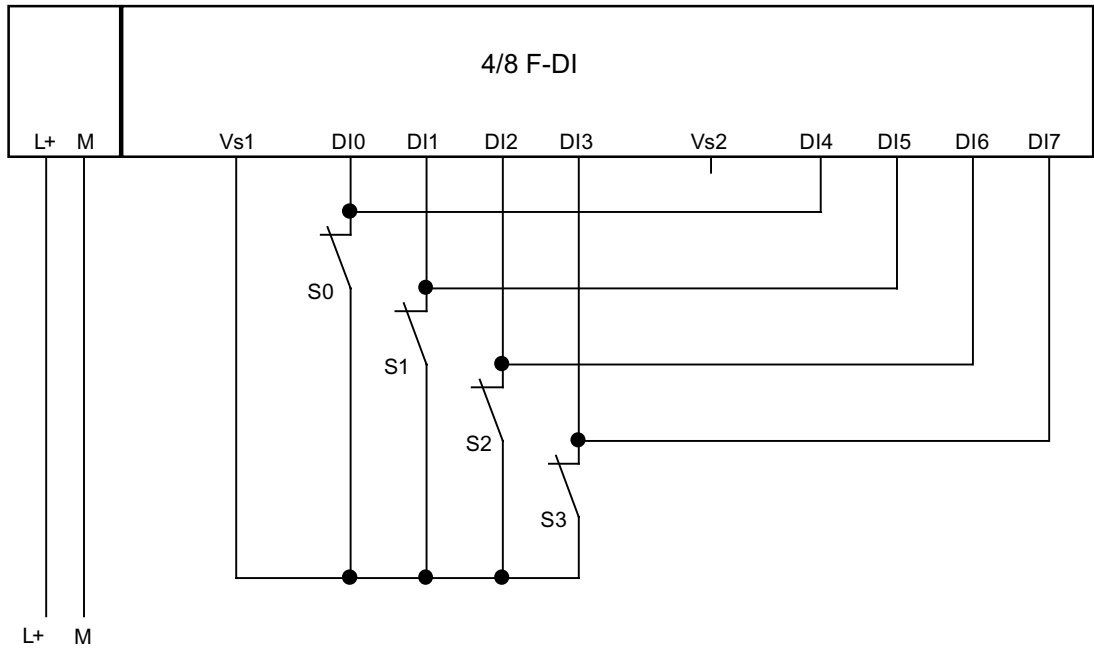 4/8 F-DI
L+ M Vs1 DI0 DI1 DI2 DI3 Vs2 DI4 DI5 DI6 DI7
S0
S1
S2
S3
L+ M